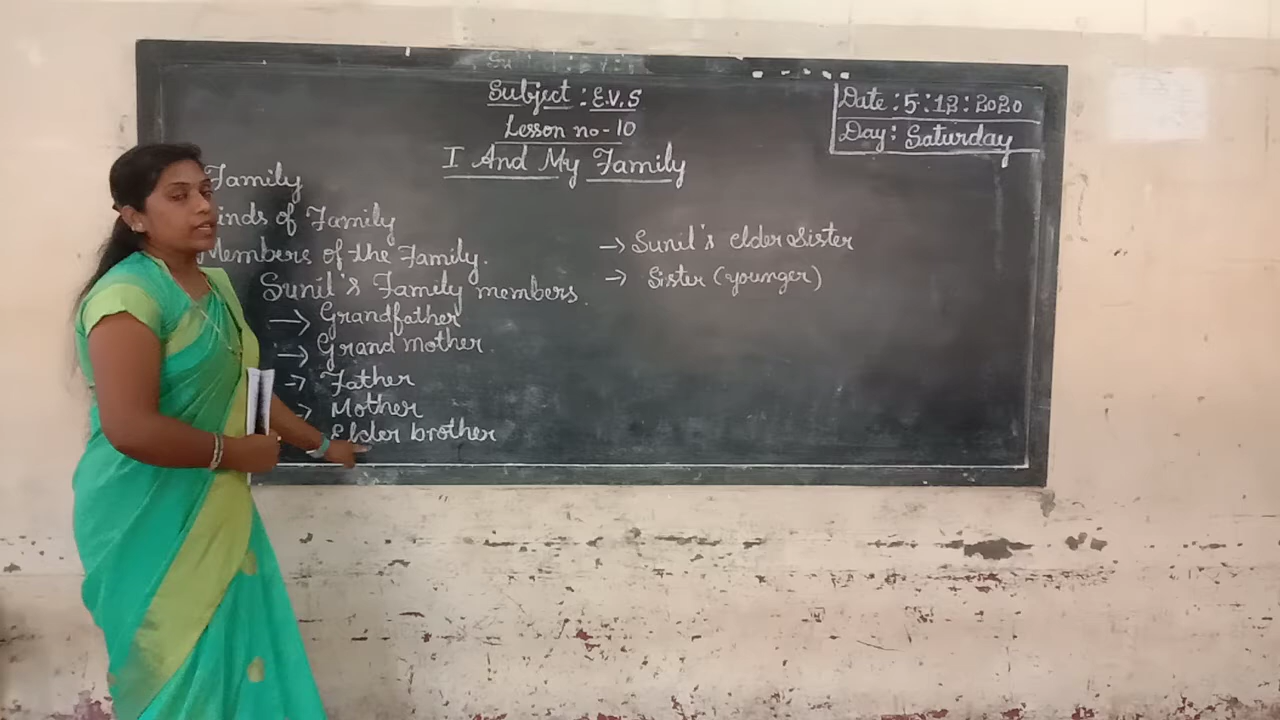 Subject : E.V.S
Lesson no - 10
I And My Family
Date : 5 : 12 : 2020
Day : Saturday
Family
inds of Family
Members of the Family.
Sunil's Family members.
→ Grandfather
→ Grand mother
→ Father
→ Mother
Elder brother
→ Sunil's elder Sister
→ Sister (younger)